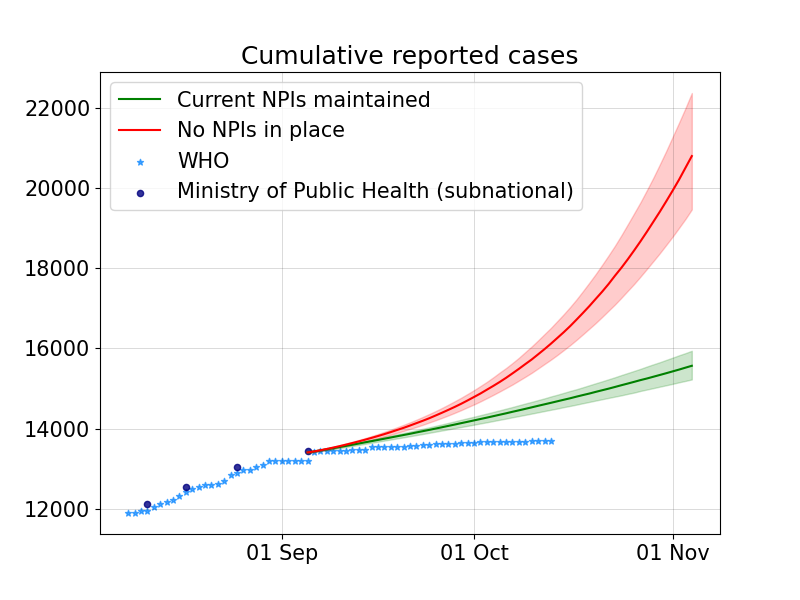 Cumulative reported cases
Current NPIs maintained
No NPIs in place
WHO
Ministry of Public Health (subnational)
22000
20000
18000
16000
14000
12000
01 Sep
01 Oct
01 Nov